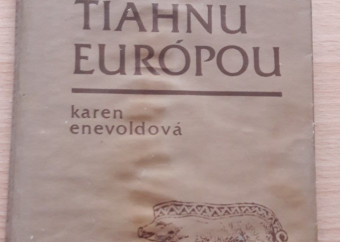 TIAHNU
EURÓPOU
karen
enevoldová